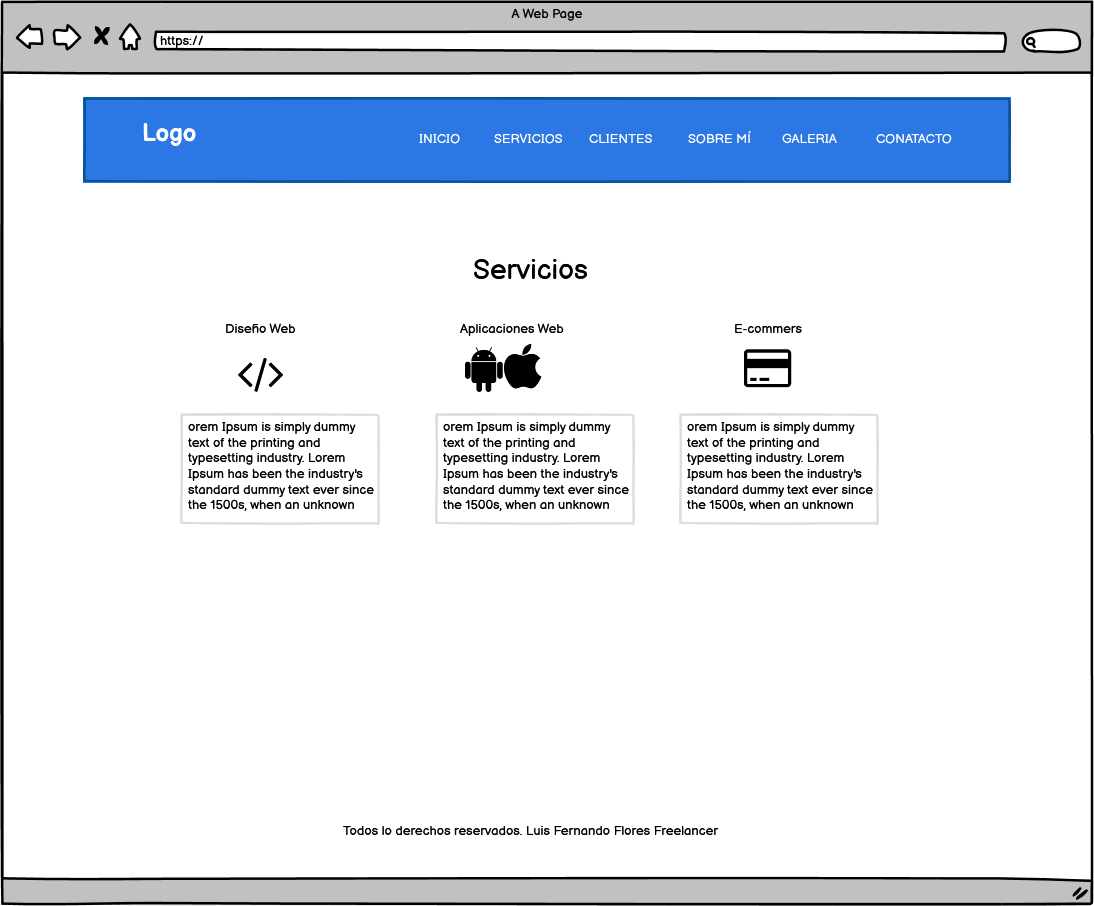 A Web Page
https://
Logo
INICIO SERVICIOS CLIENTES SOBRE MÍ GALERIA CONATACTO
Servicios
Diseño Web
orem Ipsum is simply dummy
text of the printing and
typesetting industry. Lorem
Ipsum has been the industry's
standard dummy text ever since
the 1500s, when an unknown
Aplicaciones Web
orem Ipsum is simply dummy
text of the printing and
typesetting industry. Lorem
Ipsum has been the industry's
standard dummy text ever since
the 1500s, when an unknown
E-commers
orem Ipsum is simply dummy
text of the printing and
typesetting industry. Lorem
Ipsum has been the industry's
standard dummy text ever since
the 1500s, when an unknown
Todos lo derechos reservados. Luis Fernando Flores Freelancer